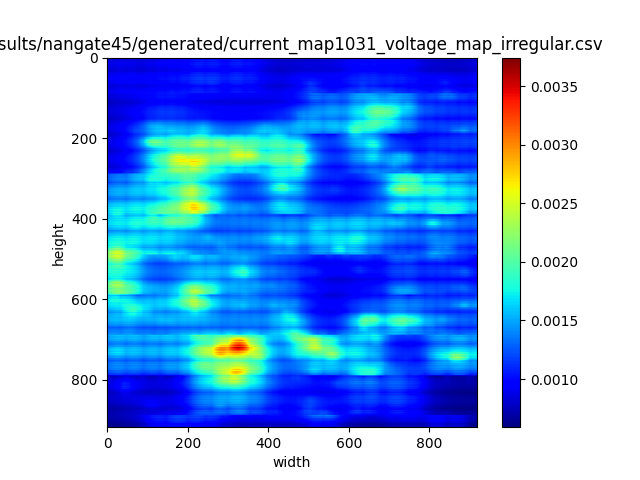 sults/nangate45/generated/current_map1031_voltage_map_irregular.csv
0
200
400
600
800
height
0 200 400 600 800
width
0.0035
0.0030
0.0025
0.0020
0.0015
0.0010